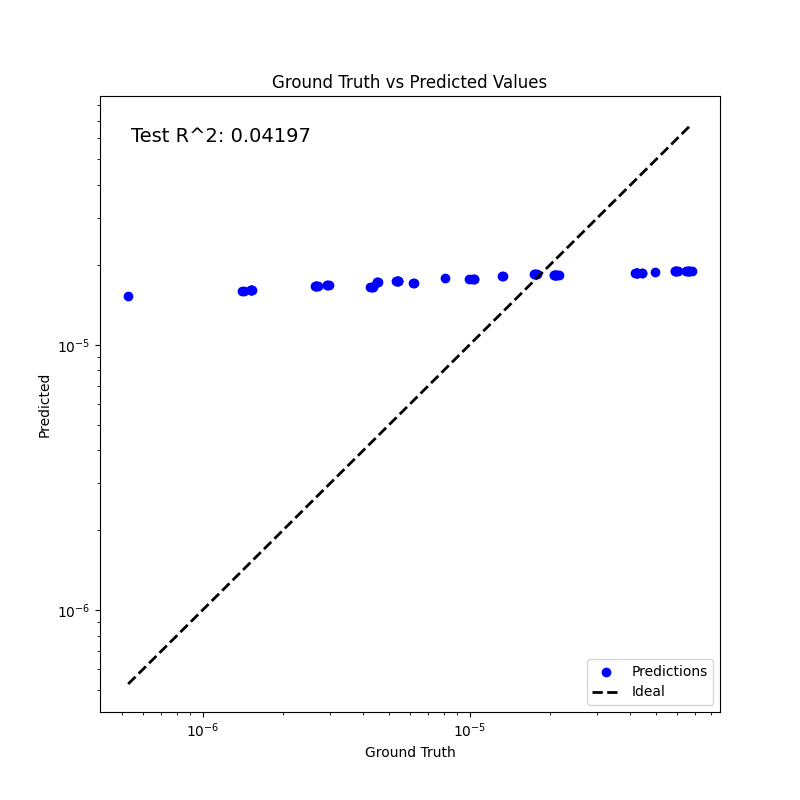 Ground Truth vs Predicted Values
Test R^2: 0.04197
10⁻⁵
10⁻⁶
Predicted
Predictions
Ideal
10⁻⁶
10⁻⁵
Ground Truth